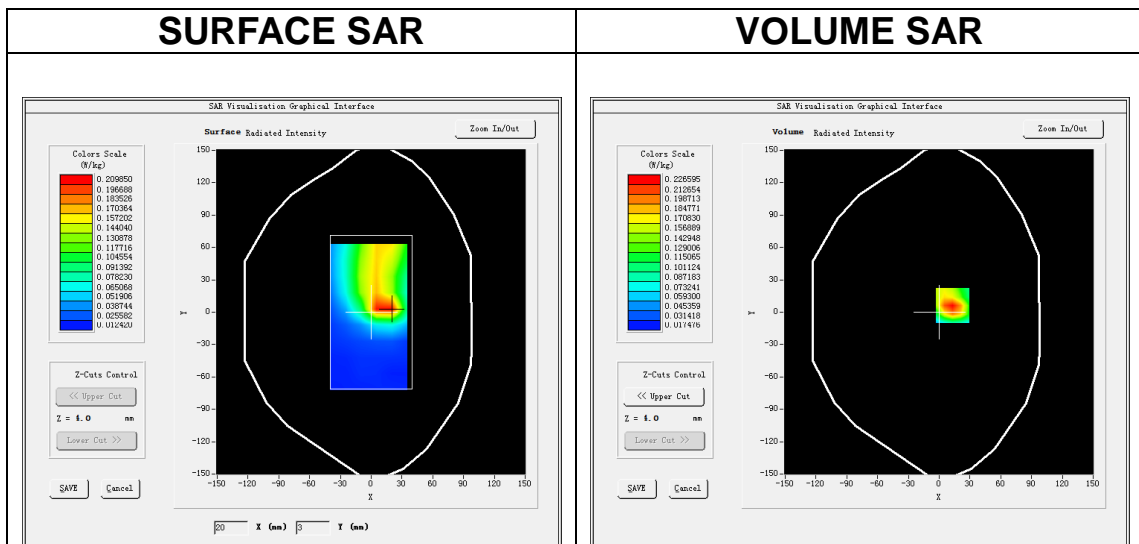 SURFACE SAR
VOLUME SAR
SAR Visualisation Graphical Interface
Surface Radiated Intensity
Zoom In/Out
Colors Scale
(W/kg)
0.209850
0.196688
0.183526
0.170364
0.157202
0.144040
0.130878
0.117716
0.104554
0.091392
0.078230
0.065068
0.051906
0.038744
0.025582
0.012420
150
120
90
60
30
0
-30
-60
-90
-120
-150
Y
-150 -120 -90 -60 -30 0 30 60 90 120 150
X
Z-Cuts Control
<< Upper Cut
Z = 4.0 mm
Lower Cut >>
SAVE
Cancel
20 X (mm) 3 Y (mm)
SAR Visualisation Graphical Interface
Volume Radiated Intensity
Zoom In/Out
Colors Scale
(W/kg)
0.226595
0.212654
0.198713
0.184771
0.170830
0.156889
0.142948
0.129006
0.115065
0.101124
0.087183
0.073241
0.059300
0.045359
0.031418
0.017476
150
120
90
60
30
0
-30
-60
-90
-120
-150
Y
-150 -120 -90 -60 -30 0 30 60 90 120 150
X
Z-Cuts Control
<< Upper Cut
Z = 4.0 mm
Lower Cut >>
SAVE
Cancel